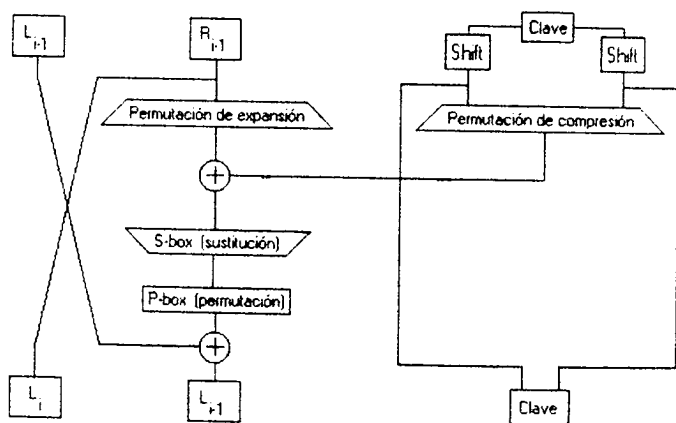 L i-1
R i-1
Clave
Shift
Shift
Permutación de expansión
Permutación de compresión
S-box (sustitución)
P-box (permutación)
L i
L i+1
Clave